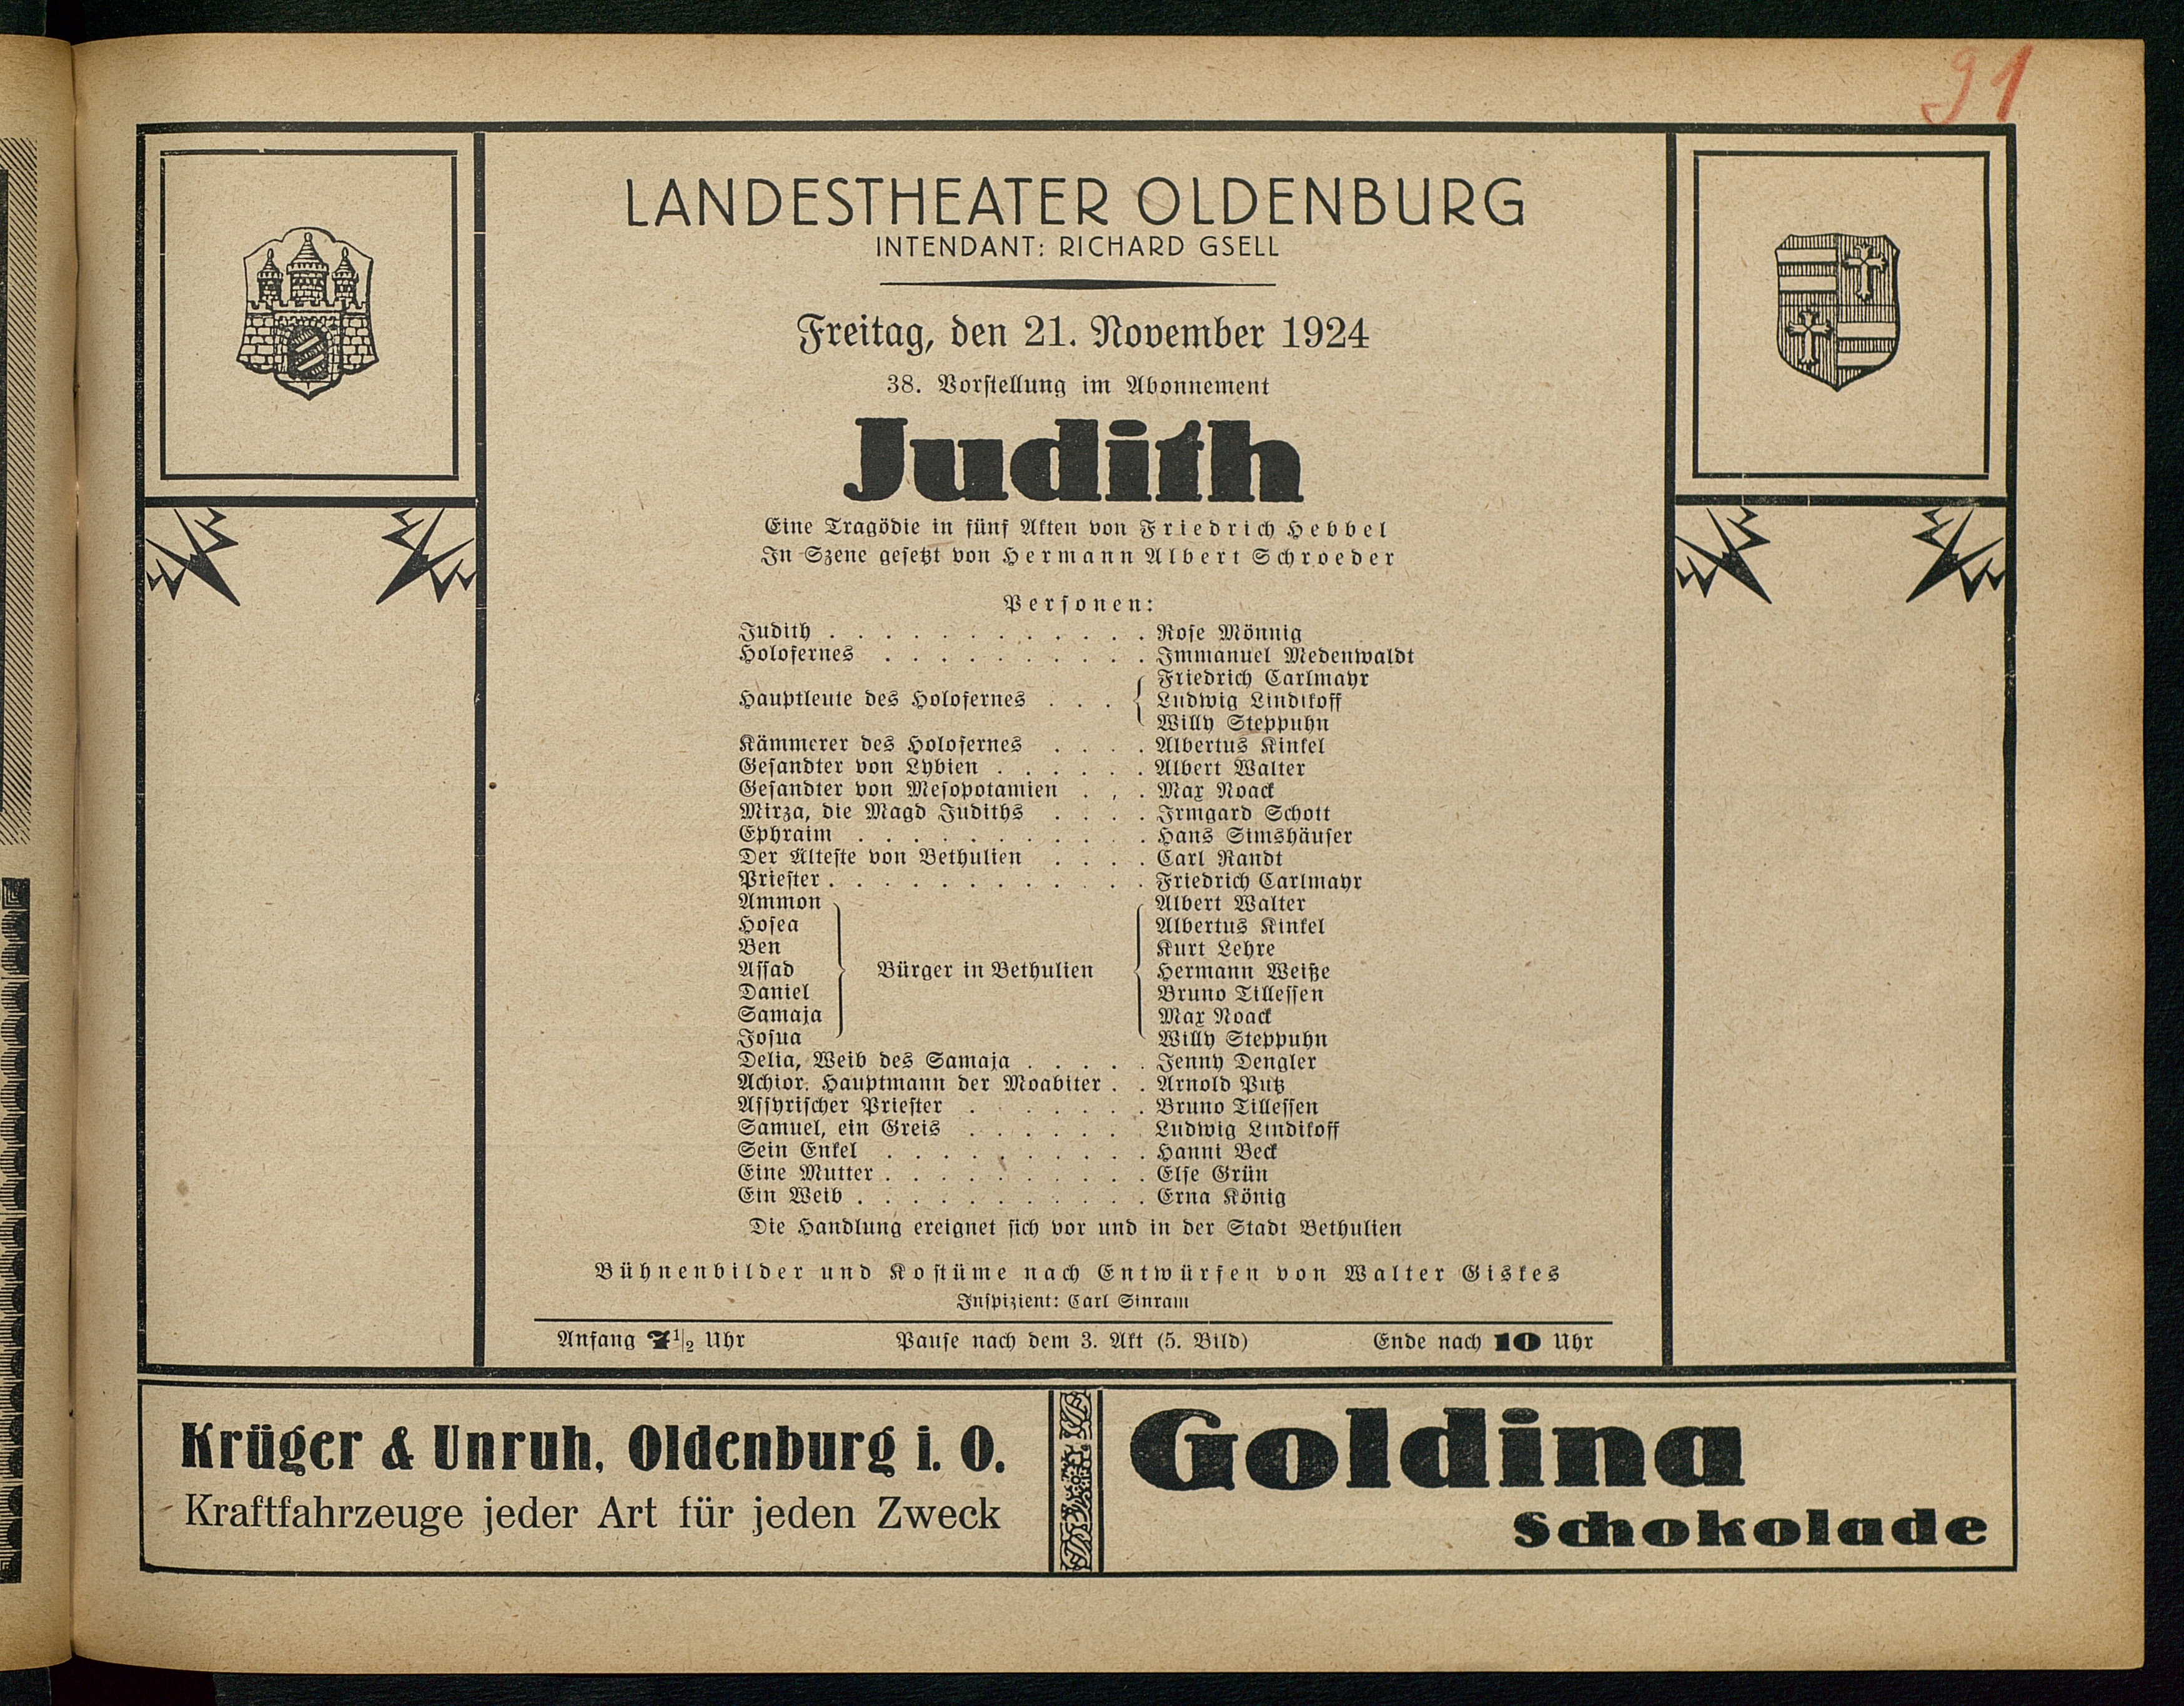 91
LANDESTHEATER OLDENBURG
INTENDANT: RICHARD GSELL
Freitag, den 21. November 1924
38. Vorstellung im Abonnement
Judith
Eine Tragödie in fünf Akten von Friedrich Hebbel
In Szene gesetzt von Hermann Albert Schroeder
Personen:
Judith . . . . . . . . . . . . Rose Mönnig
Holofernes . . . . . . . . . . Immanuel Medenwaldt
Friedrich Carlmayr
Hauptleute des Holofernes . . . { Ludwig Lindikoff
Willy Steppuhn
Kämmerer des Holofernes . . . . Albertus Kinkel
Gesandter von Lybien . . . . . . Albert Walter
Gesandter von Mesopotamien . . . Max Noack
Mirza, die Magd Judiths . . . . Irmgard Schott
Ephraim . . . . . . . . . . . Hans Simshäuser
Der Älteste von Bethulien . . . . Carl Randt
Priester . . . . . . . . . . . . Friedrich Carlmayr
Ammon Albert Walter
Hosea Albertus Kinkel
Ben Kurt Lehre
Assad } Bürger in Bethulien { Hermann Weiße
Daniel Bruno Tillessen
Samaja Max Noack
Josua Willy Steppuhn
Delia, Weib des Samaja . . . . . Jenny Dengler
Achior, Hauptmann der Moabiter . . Arnold Putz
Assyrischer Priester . . . . . . . Bruno Tillessen
Samuel, ein Greis . . . . . . . Ludwig Lindikoff
Sein Enkel . . . . . . . . . . Hanni Beck
Eine Mutter . . . . . . . . . . Else Grün
Ein Weib . . . . . . . . . . . Erna König
Die Handlung ereignet sich vor und in der Stadt Bethulien
Bühnenbilder und Kostüme nach Entwürfen von Walter Giskes
Inspizient: Carl Sinram
Anfang 7 1/2 Uhr Pause nach dem 3. Akt (5. Bild) Ende nach 10 Uhr
Krüger & Unruh, Oldenburg i. O.
Kraftfahrzeuge jeder Art für jeden Zweck
Goldina
Schokolade